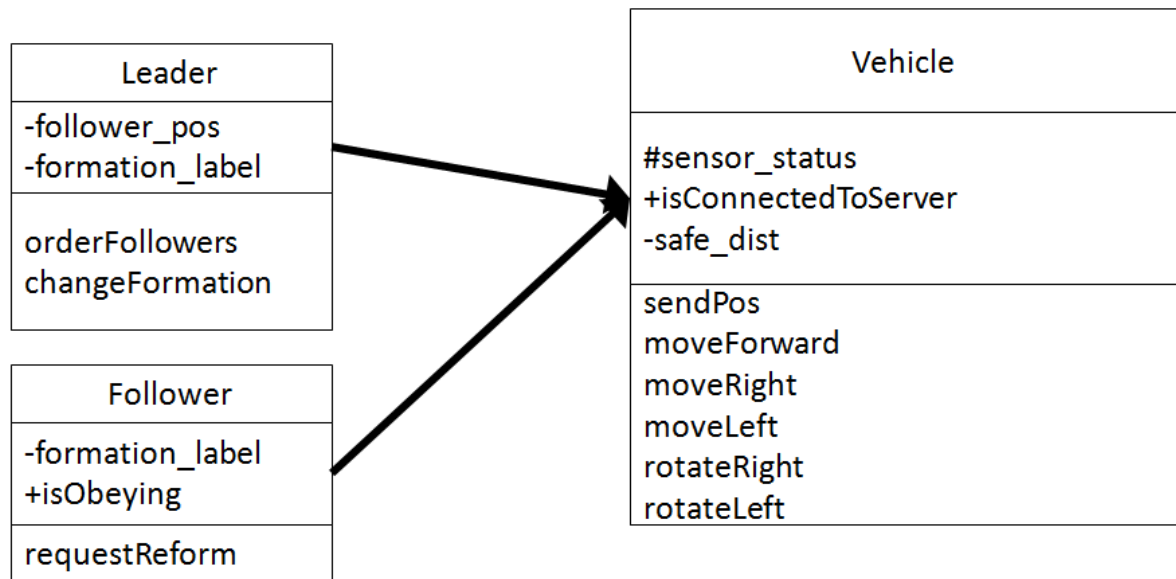 Leader
-follower_pos
-formation_label
orderFollowers
changeFormation
Follower
-formation_label
+isObeying
requestReform
Vehicle
#sensor_status
+isConnectedToServer
-safe_dist
sendPos
moveForward
moveRight
moveLeft
rotateRight
rotateLeft